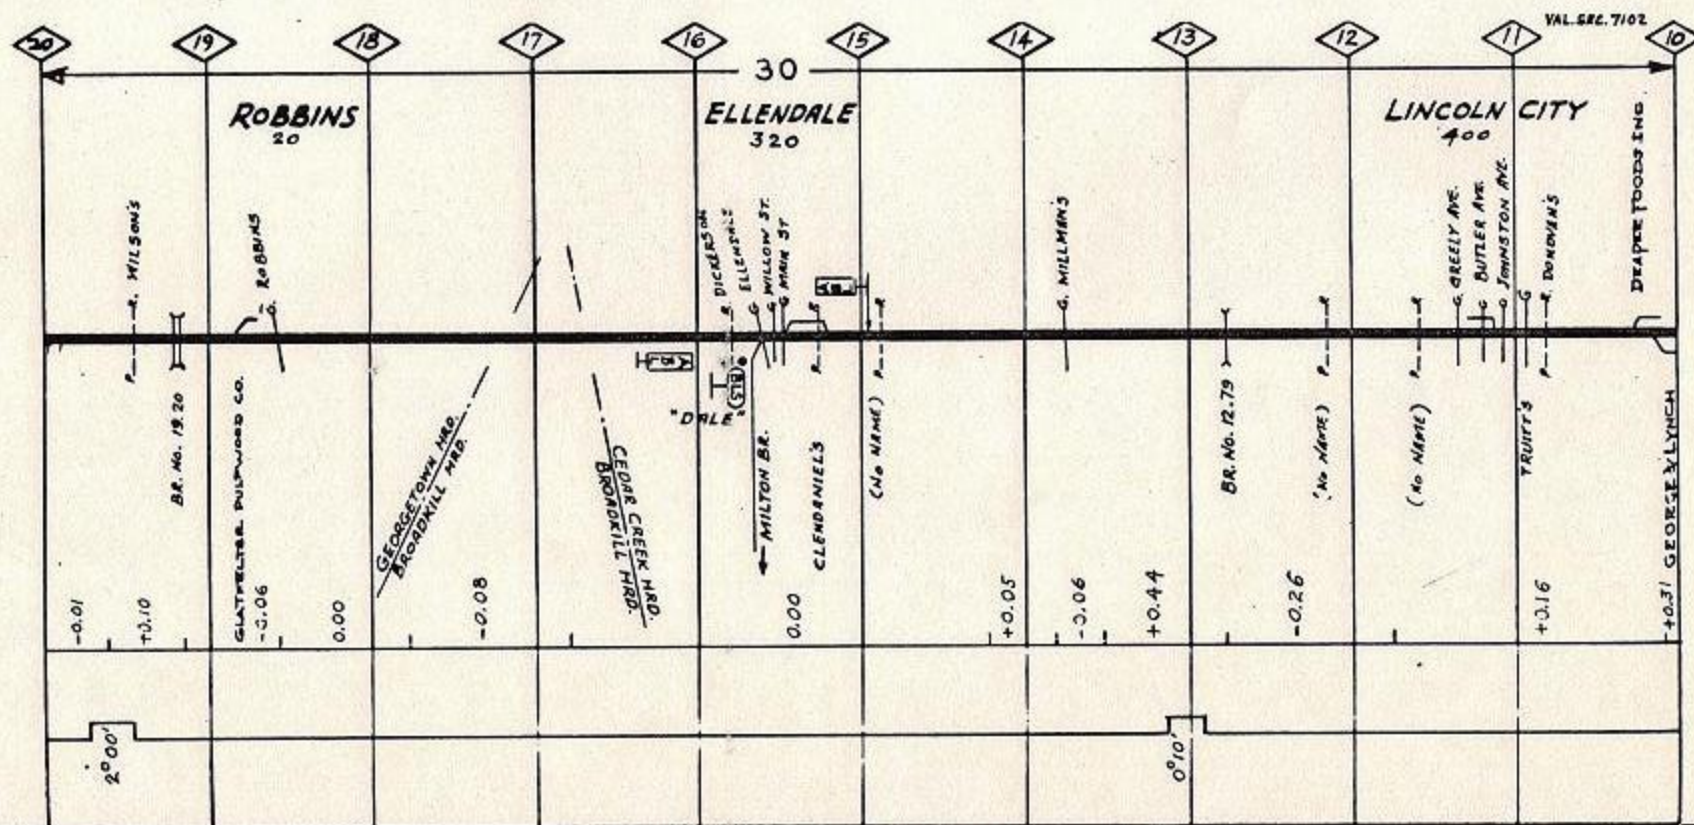 VAL. SEC. 7102
20 19 18 17 16 15 14 13 12 11 10
30
ROBBINS
20
ELLENDALE
320
LINCOLN CITY
400
R. WILSON'S
P
BR. NO. 19.20
GLATFELTER PULPWOOD CO.
G. ROBBINS
GEORGETOWN HRD.
BROADKILL HRD.
CEDAR CREEK HRD.
BROADKILL HRD.
R. DICKERSON
G ELLENDALE
G WILLOW ST.
G MAIN ST
(BLS)
"DALE"
MILTON BR.
R
P
CLENDANIEL'S
R
P
(NO NAME)
G. MILLMAN'S
BR. NO. 12.79
R
P
(NO NAME)
R
P
(NO NAME)
G. GREELY AVE.
G BUTLER AVE.
G JOHNSTON AVE.
G
TRUITT'S
R. DONOVAN'S
P
DRAPER FOODS INC
GEORGE & LYNCH
-0.01
+0.10
-0.06
0.00
-0.08
0.00
+0.05
-0.06
+0.44
-0.26
+0.16
+0.31
2°00'
0°10'